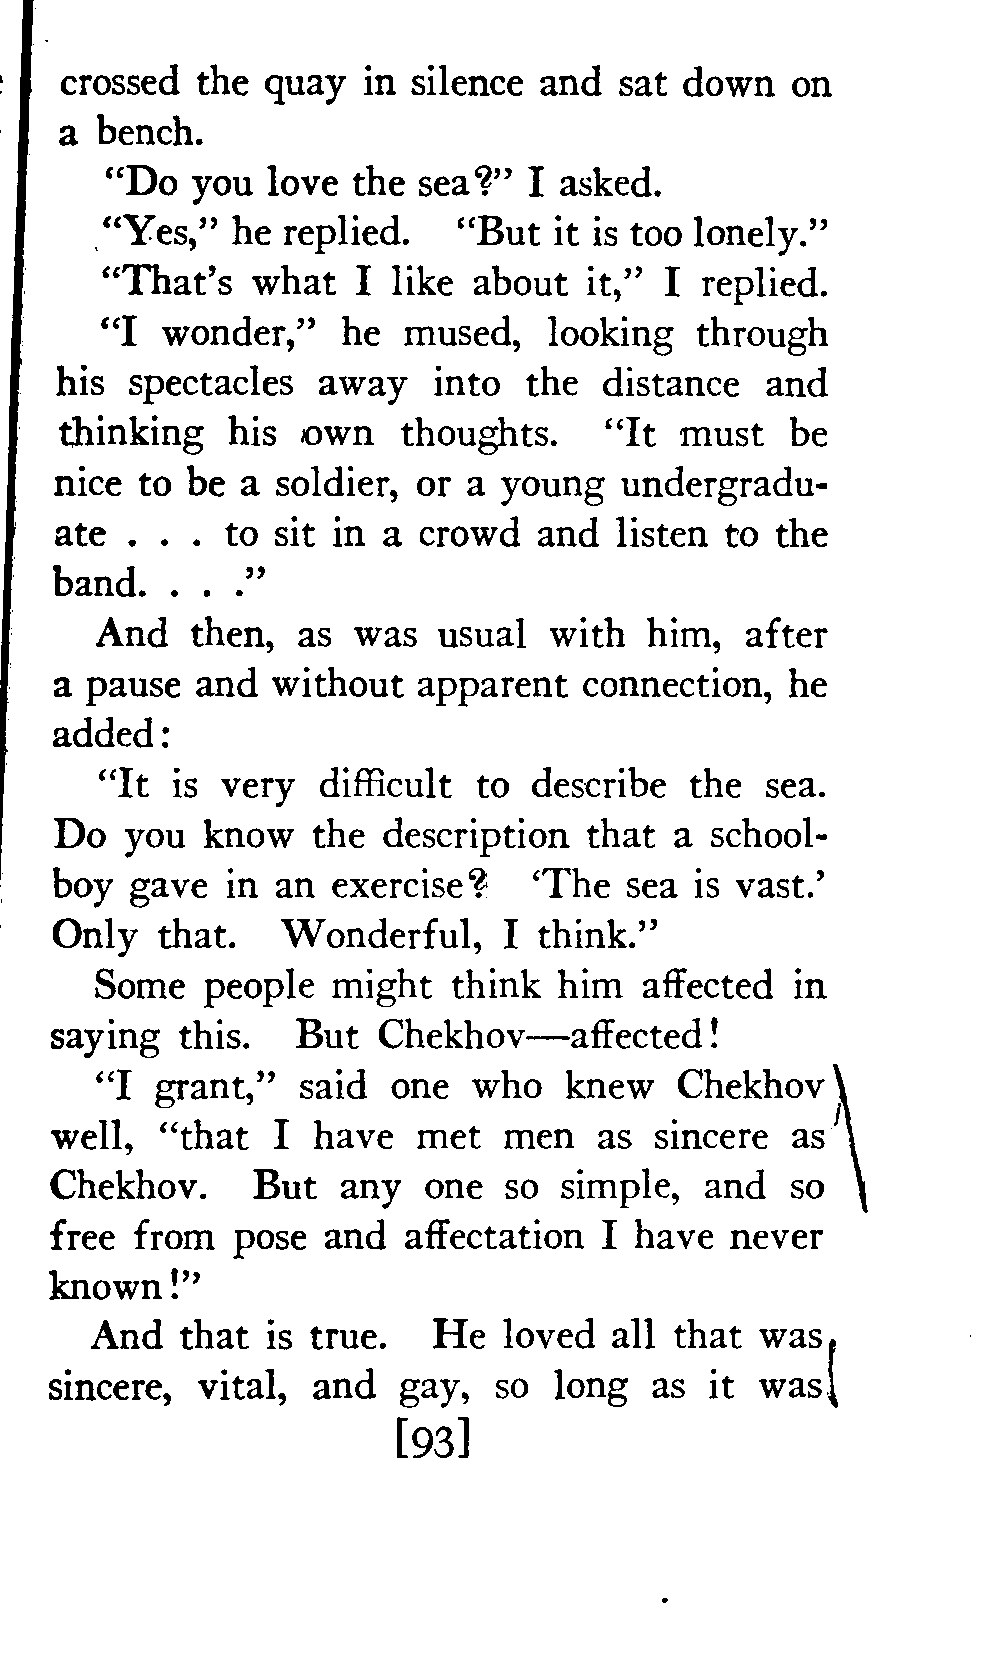 crossed the quay in silence and sat down on
a bench.
“Do you love the sea?” I asked.
“Yes,” he replied. “But it is too lonely.”
“That’s what I like about it,” I replied.
“I wonder,” he mused, looking through
his spectacles away into the distance and
thinking his own thoughts. “It must be
nice to be a soldier, or a young undergradu-
ate . . . to sit in a crowd and listen to the
band. . . .”
And then, as was usual with him, after
a pause and without apparent connection, he
added:
“It is very difficult to describe the sea.
Do you know the description that a school-
boy gave in an exercise? ‘The sea is vast.’
Only that. Wonderful, I think.”
Some people might think him affected in
saying this. But Chekhov—affected!
“I grant,” said one who knew Chekhov
well, “that I have met men as sincere as
Chekhov. But any one so simple, and so
free from pose and affectation I have never
known!”
And that is true. He loved all that was
sincere, vital, and gay, so long as it was
[93]